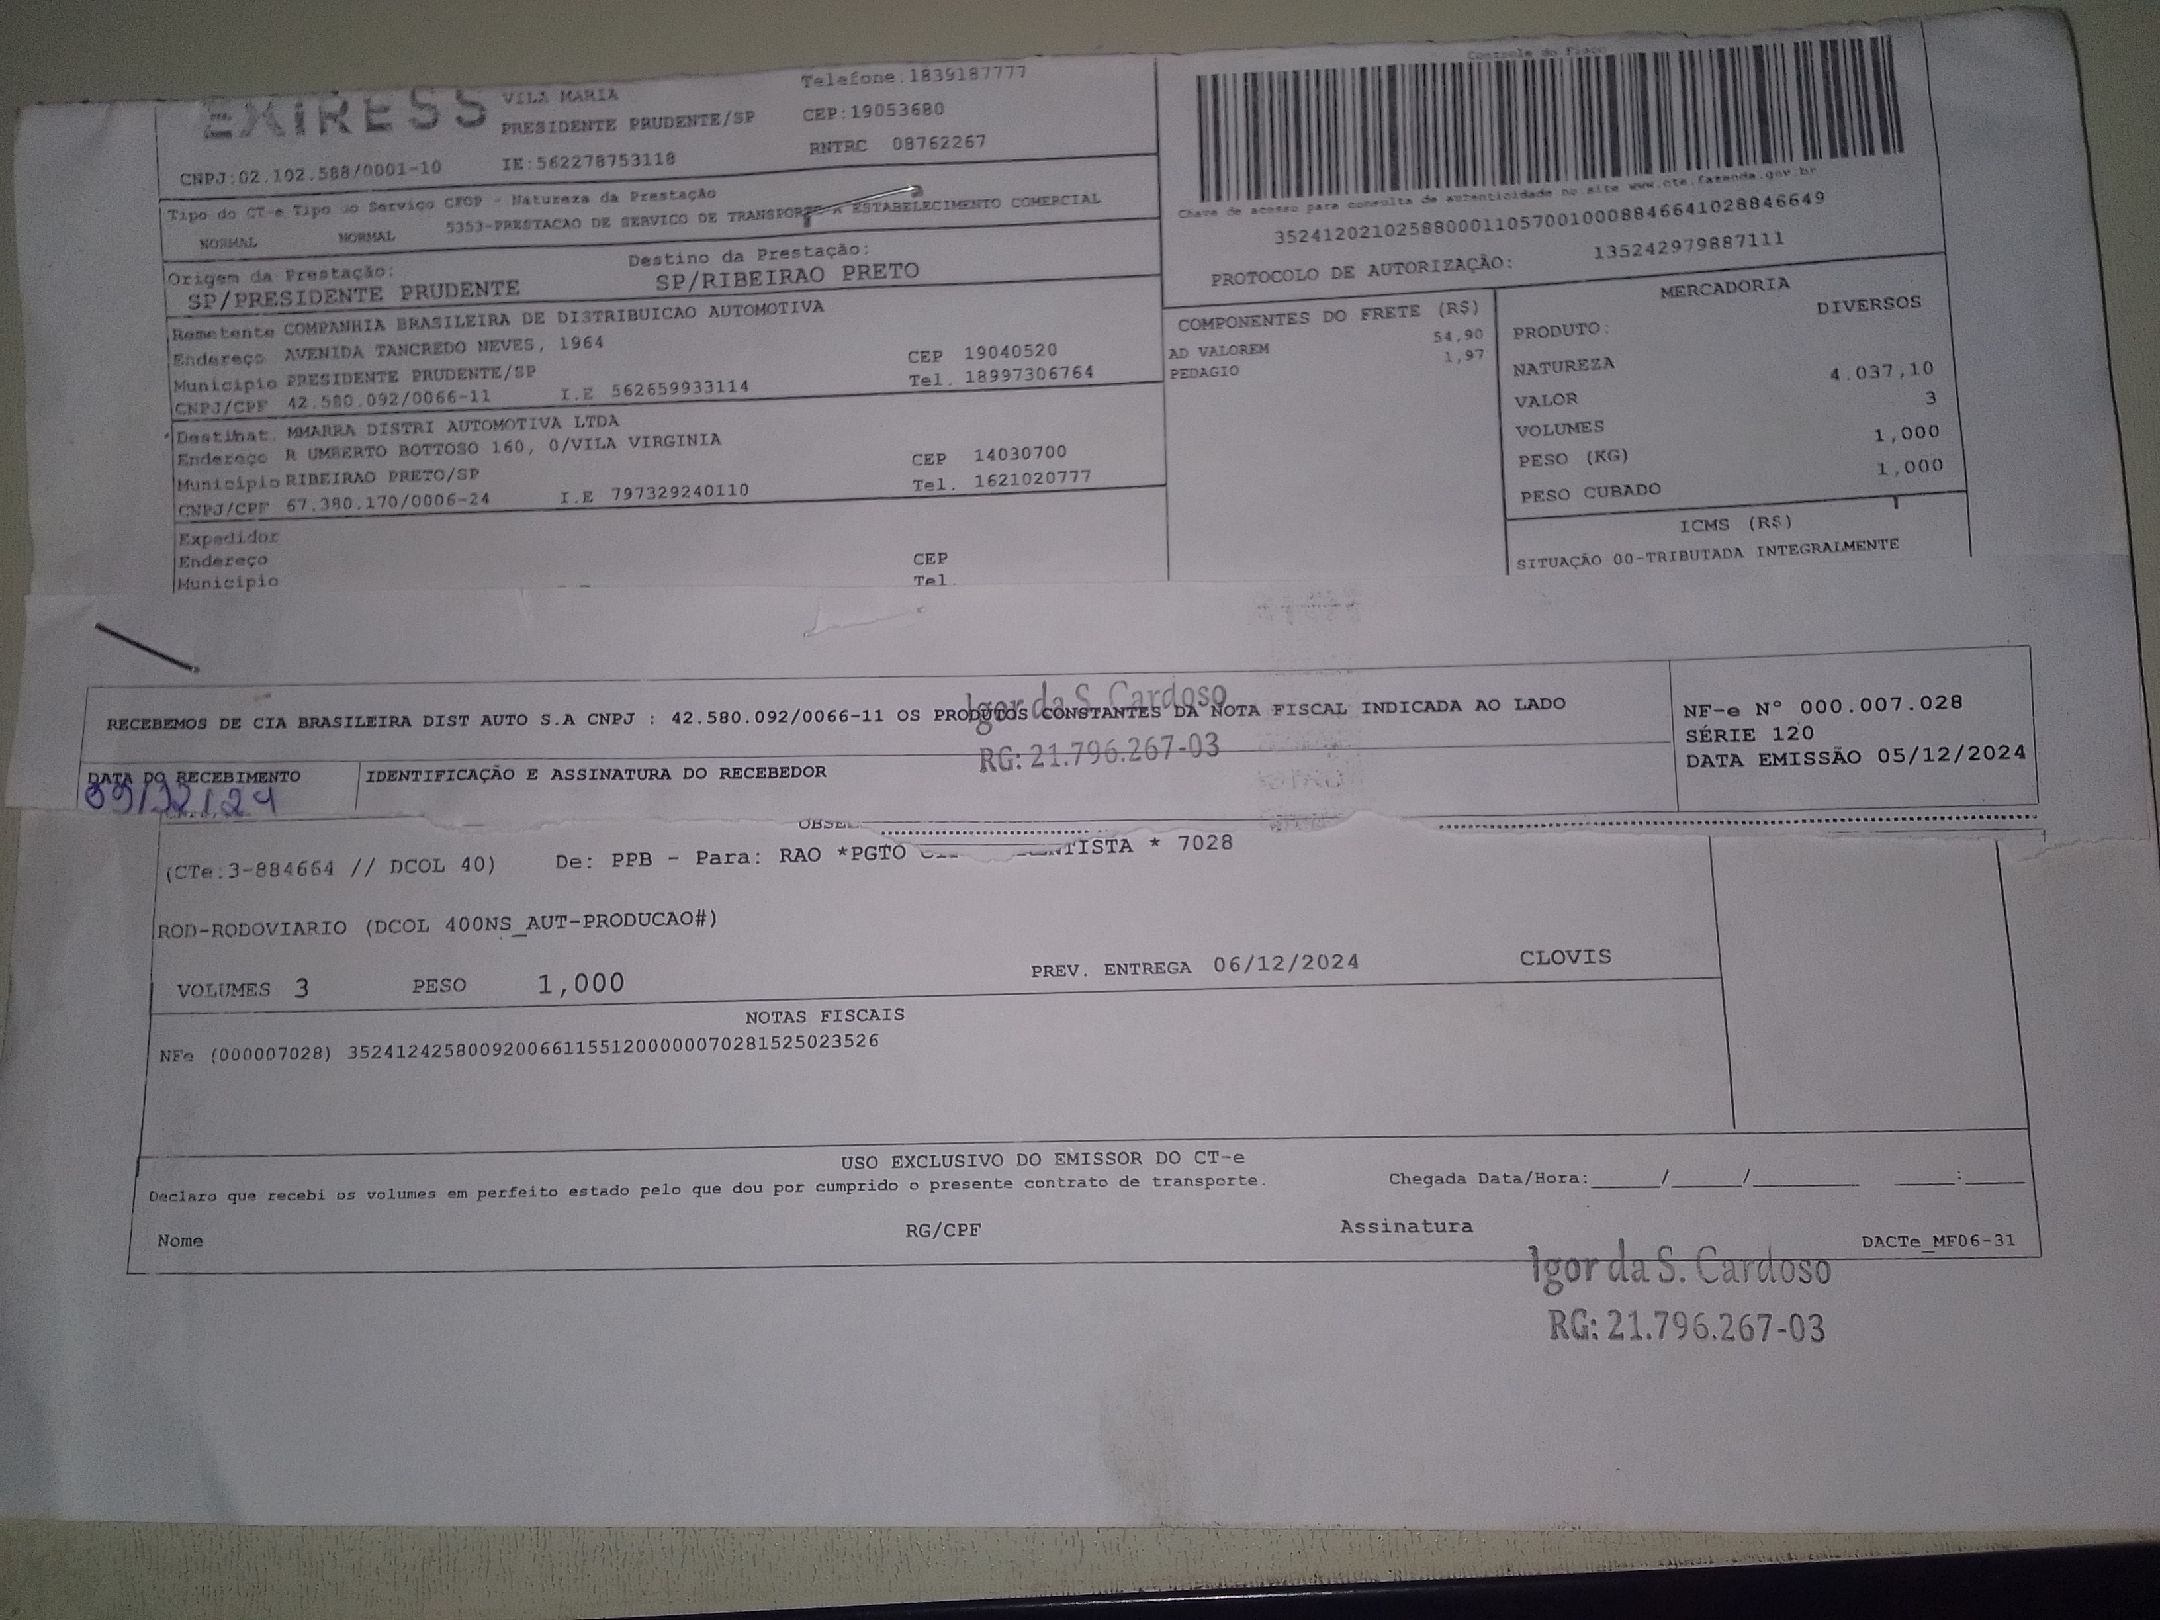 Controle do Fisco
EXPRESS
VILA MARIA
Telefone:1839187777
PRESIDENTE PRUDENTE/SP
CEP:19053680
CNPJ:02.102.588/0001-10
IE:562278753118
RNTRC 08762267
Tipo do CT-e Tipo do Serviço CFOP - Natureza da Prestação
NORMAL NORMAL 5353-PRESTACAO DE SERVICO DE TRANSPORTE A ESTABELECIMENTO COMERCIAL
Origem da Prestação: Destino da Prestação:
SP/PRESIDENTE PRUDENTE SP/RIBEIRAO PRETO
Remetente COMPANHIA BRASILEIRA DE DISTRIBUICAO AUTOMOTIVA
Endereço AVENIDA TANCREDO NEVES, 1964 CEP 19040520
Municipio PRESIDENTE PRUDENTE/SP Tel. 18997306764
CNPJ/CPF 42.580.092/0066-11 I.E 562659933114
Destinat. MMARRA DISTRI AUTOMOTIVA LTDA
Endereço R UMBERTO BOTTOSO 160, 0/VILA VIRGINIA CEP 14030700
Município RIBEIRAO PRETO/SP Tel. 1621020777
CNPJ/CPF 67.380.170/0006-24 I.E 797329240110
Expedidor
Endereço CEP
Município Tel.
Chave de acesso para consulta de autenticidade no site www.cte.fazenda.gov.br
35241202102588000110570010008846641028846649
PROTOCOLO DE AUTORIZAÇÃO: 135242979887111
COMPONENTES DO FRETE (R$)
AD VALOREM 54,90
PEDAGIO 1,97
MERCADORIA
PRODUTO: DIVERSOS
NATUREZA
VALOR 4.037,10
VOLUMES 3
PESO (KG) 1,000
PESO CUBADO 1,000
ICMS (R$)
SITUAÇÃO 00-TRIBUTADA INTEGRALMENTE
RECEBEMOS DE CIA BRASILEIRA DIST AUTO S.A CNPJ : 42.580.092/0066-11 OS PRODUTOS CONSTANTES DA NOTA FISCAL INDICADA AO LADO
Igor da S. Cardoso
RG: 21.796.267-03
NF-e N° 000.007.028
SÉRIE 120
DATA EMISSÃO 05/12/2024
DATA DO RECEBIMENTO IDENTIFICAÇÃO E ASSINATURA DO RECEBEDOR
(CTe:3-884664 // DCOL 40) De: PPB - Para: RAO *PGTO * 7028
ROD-RODOVIARIO (DCOL 400NS_AUT-PRODUCAO#)
VOLUMES 3 PESO 1,000 PREV. ENTREGA 06/12/2024 CLOVIS
NOTAS FISCAIS
NFe (000007028) 35241242580092006611551200000070281525023526
USO EXCLUSIVO DO EMISSOR DO CT-e
Declaro que recebi os volumes em perfeito estado pelo que dou por cumprido o presente contrato de transporte. Chegada Data/Hora:_____/_____/________ _____:_____
Nome RG/CPF Assinatura
DACTe_MF06-31
Igor da S. Cardoso
RG: 21.796.267-03